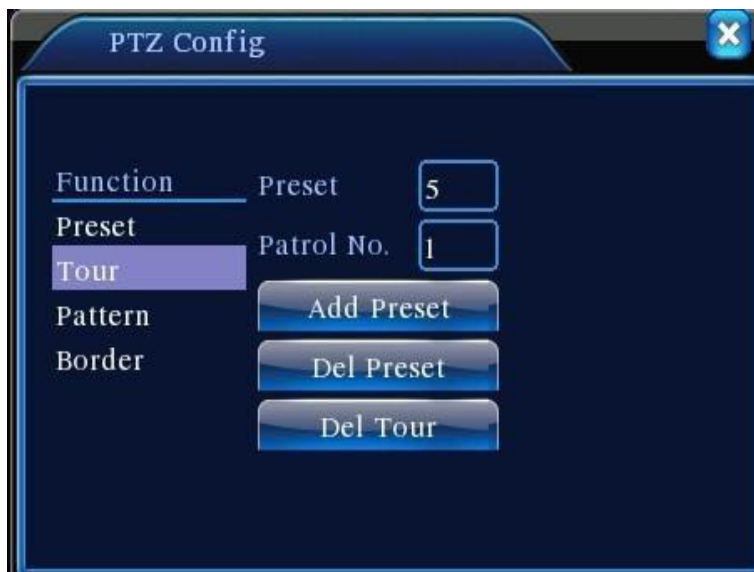 PTZ Config
Function
Preset
Tour
Pattern
Border
Preset 5
Patrol No. 1
Add Preset
Del Preset
Del Tour